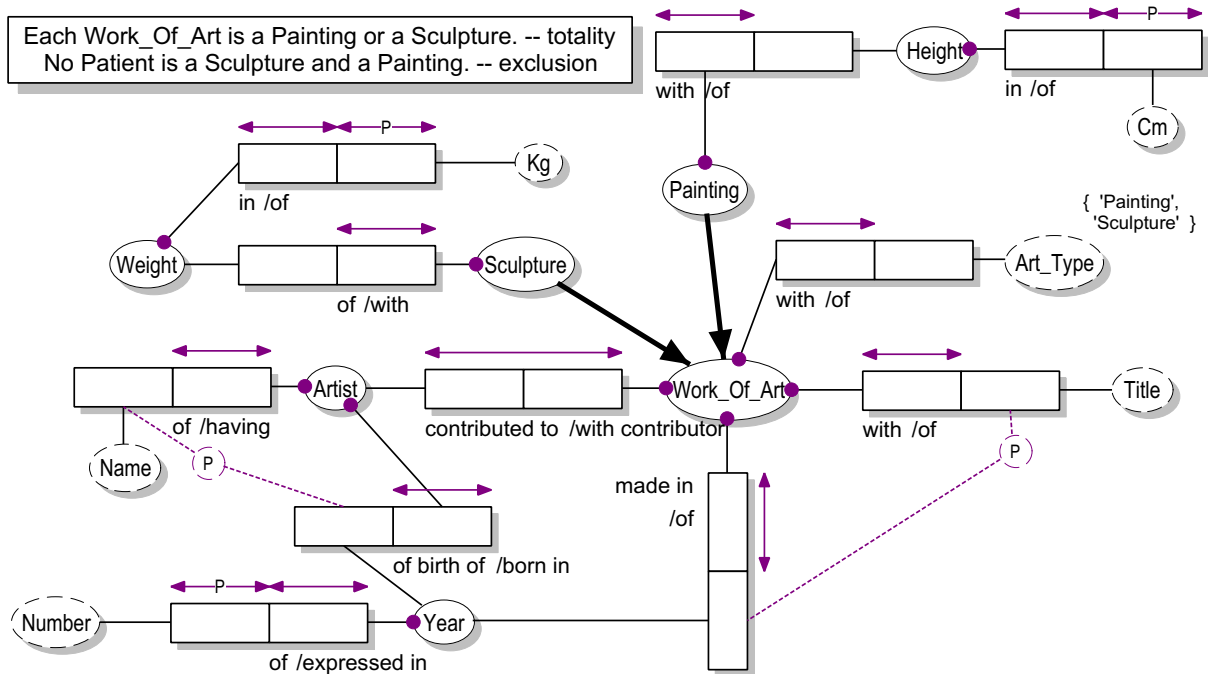 Each Work_Of_Art is a Painting or a Sculpture. -- totality
No Patient is a Sculpture and a Painting. -- exclusion
with /of
Height
P
in /of
Cm
P
Kg
in /of
Painting
{ 'Painting',
'Sculpture' }
Weight
of /with
Sculpture
with /of
Art_Type
of /having
Artist
contributed to /with contributor
Work_Of_Art
with /of
Title
Name
P
P
made in
/of
of birth of /born in
Number
P
of /expressed in
Year